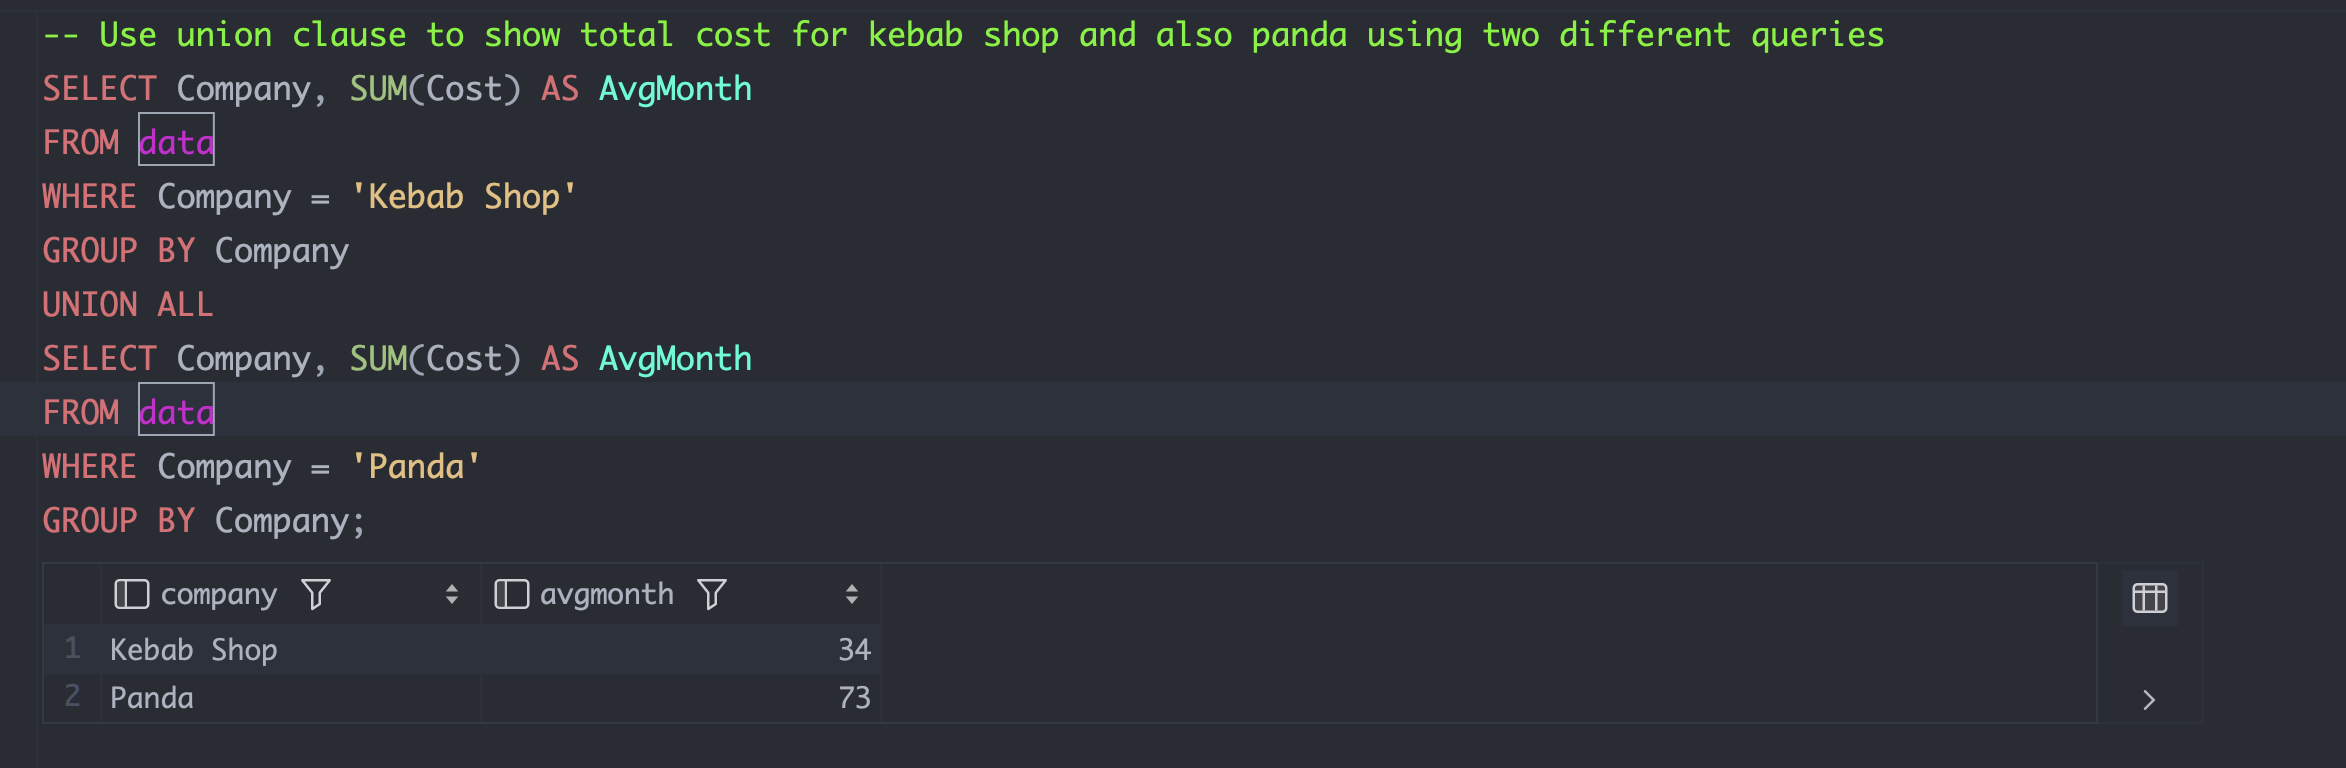 -- Use union clause to show total cost for kebab shop and also panda using two different queries
SELECT Company, SUM(Cost) AS AvgMonth
FROM data
WHERE Company = 'Kebab Shop'
GROUP BY Company
UNION ALL
SELECT Company, SUM(Cost) AS AvgMonth
FROM data
WHERE Company = 'Panda'
GROUP BY Company;
company avgmonth
1 Kebab Shop 34
2 Panda 73